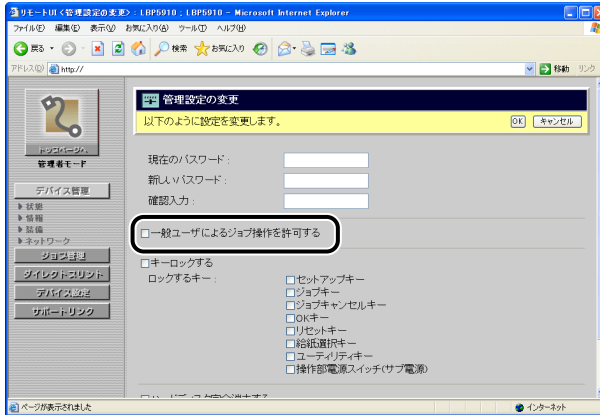 リモートUI <管理設定の変更> : LBP5910 ; LBP5910 - Microsoft Internet Explorer
ファイル(F) 編集(E) 表示(V) お気に入り(A) ツール(T) ヘルプ(H)
戻る 検索 お気に入り
アドレス(D) http:// 移動 リンク
管理設定の変更
以下のように設定を変更します。 OK キャンセル
トップページへ
管理者モード
デバイス管理
状態
情報
装備
ネットワーク
ジョブ管理
ダイレクトプリント
デバイス設定
サポートリンク
現在のパスワード :
新しいパスワード :
確認入力 :
一般ユーザによるジョブ操作を許可する
キーロックする
ロックするキー :
セットアップキー
ジョブキー
ジョブキャンセルキー
OKキー
リセットキー
給紙選択キー
ユーティリティキー
操作部電源スイッチ(サブ電源)
ページが表示されました インターネット